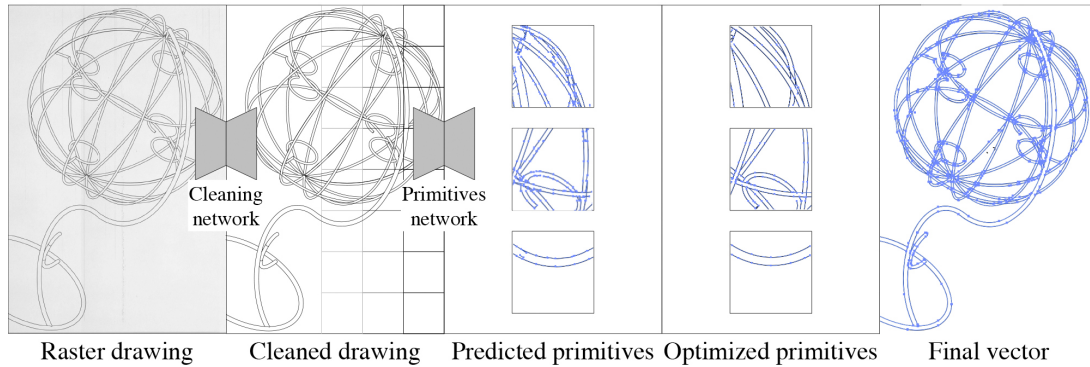 Cleaning
network
Primitives
network
Raster drawing
Cleaned drawing
Predicted primitives
Optimized primitives
Final vector